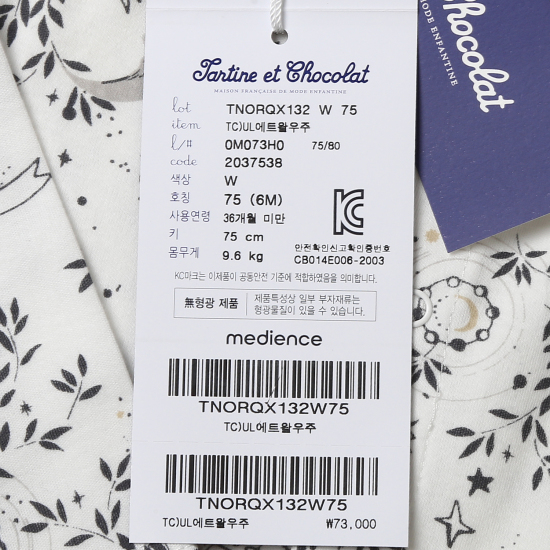 Tartine et Chocolat
MAISON FRANÇAISE DE MODE ENFANTINE
lot TNORQX132 W 75
item TC)UL에트왈우주
l/# 0M073H0 75/80
code 2037538
색상 W
호칭 75 (6M)
사용연령 36개월 미만
키 75 cm
몸무게 9.6 kg
KC
안전확인신고확인증번호
CB014E006-2003
KC마크는 이제품이 공통안전 기준에 적합하였음을 의미합니다.
無형광 제품
제품특성상 일부 부자재류는
형광물질이 있을 수 있습니다.
medience
TNORQX132W75
TC)UL에트왈우주
TNORQX132W75
TC)UL에트왈우주 ₩73,000
Chocolat
MODE ENFANTINE